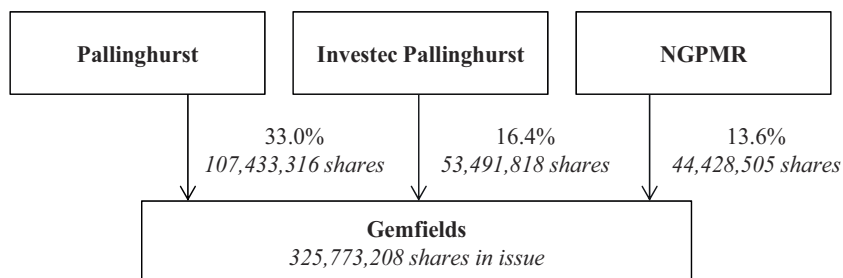 Pallinghurst
Investec Pallinghurst
NGPMR
33.0%
107,433,316 shares
16.4%
53,491,818 shares
13.6%
44,428,505 shares
Gemfields
325,773,208 shares in issue